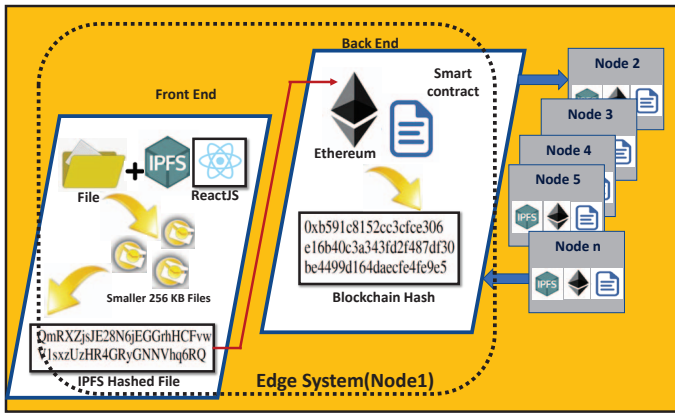 Back End
Front End
Smart
contract
IPFS
File
ReactJS
Smaller 256 KB Files
QmRXZjsJE28N6jEGGrhHCFvw
V1sxzUzHR4GRyGNNVhq6RQ
IPFS Hashed File
Ethereum
0xb591c8152cc3cfce306
e16b40c3a343fd2f487df30
be4499d164daecfe4fe9e5
Blockchain Hash
Edge System(Node1)
Node 2
Node 3
Node 4
Node 5
IPFS
Node n
IPFS